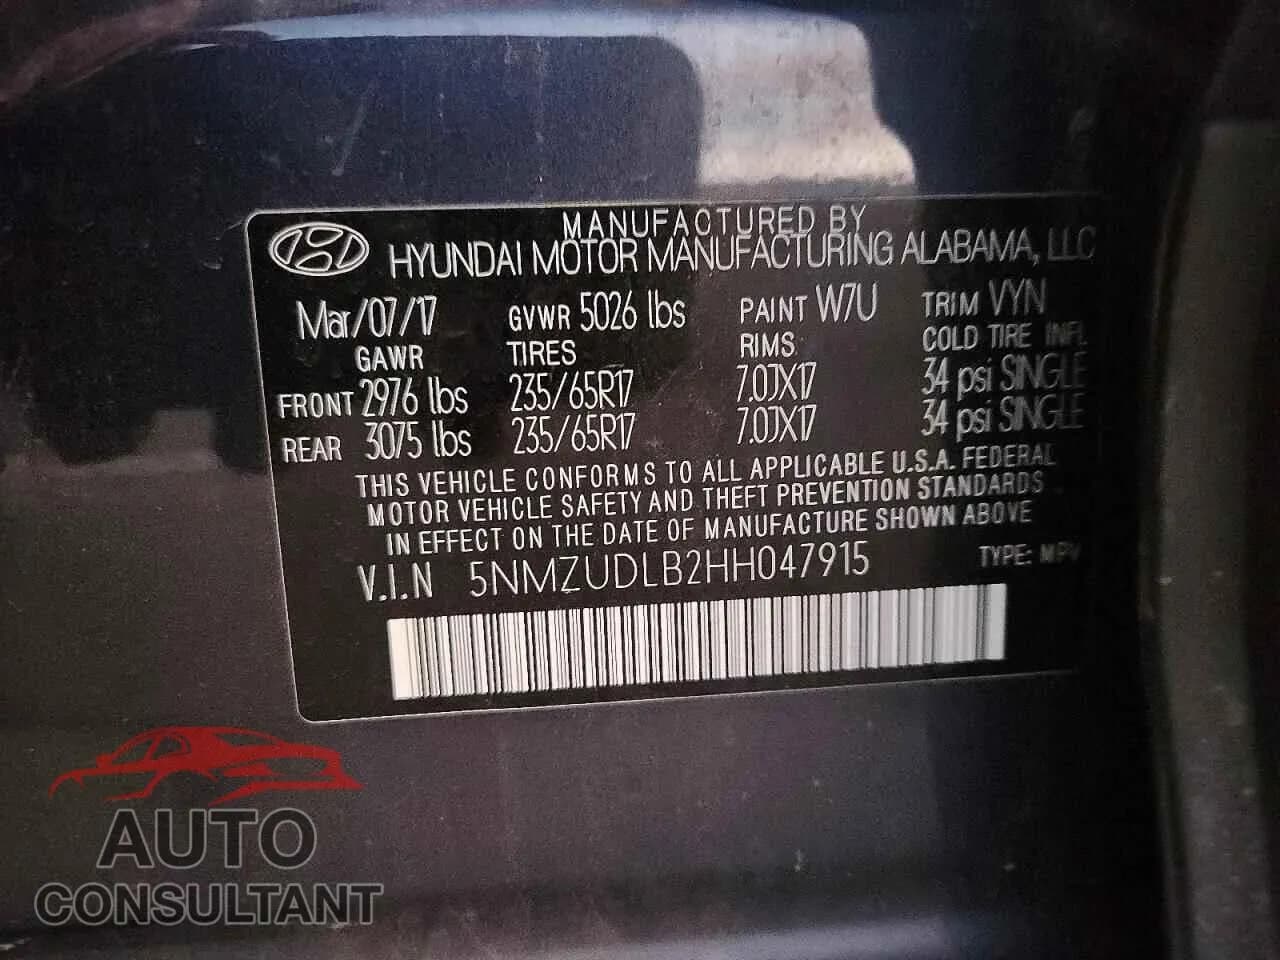 MANUFACTURED BY
HYUNDAI MOTOR MANUFACTURING ALABAMA, LLC
Mar/07/17 GVWR 5026 lbs PAINT W7U TRIM VYN
GAWR TIRES RIMS COLD TIRE INFL
FRONT 2976 lbs 235/65R17 7.0JX17 34 psi SINGLE
REAR 3075 lbs 235/65R17 7.0JX17 34 psi SINGLE
THIS VEHICLE CONFORMS TO ALL APPLICABLE U.S.A. FEDERAL
MOTOR VEHICLE SAFETY AND THEFT PREVENTION STANDARDS
IN EFFECT ON THE DATE OF MANUFACTURE SHOWN ABOVE
V.I.N 5NMZUDLB2HH047915 TYPE: MPV
AUTO
CONSULTANT